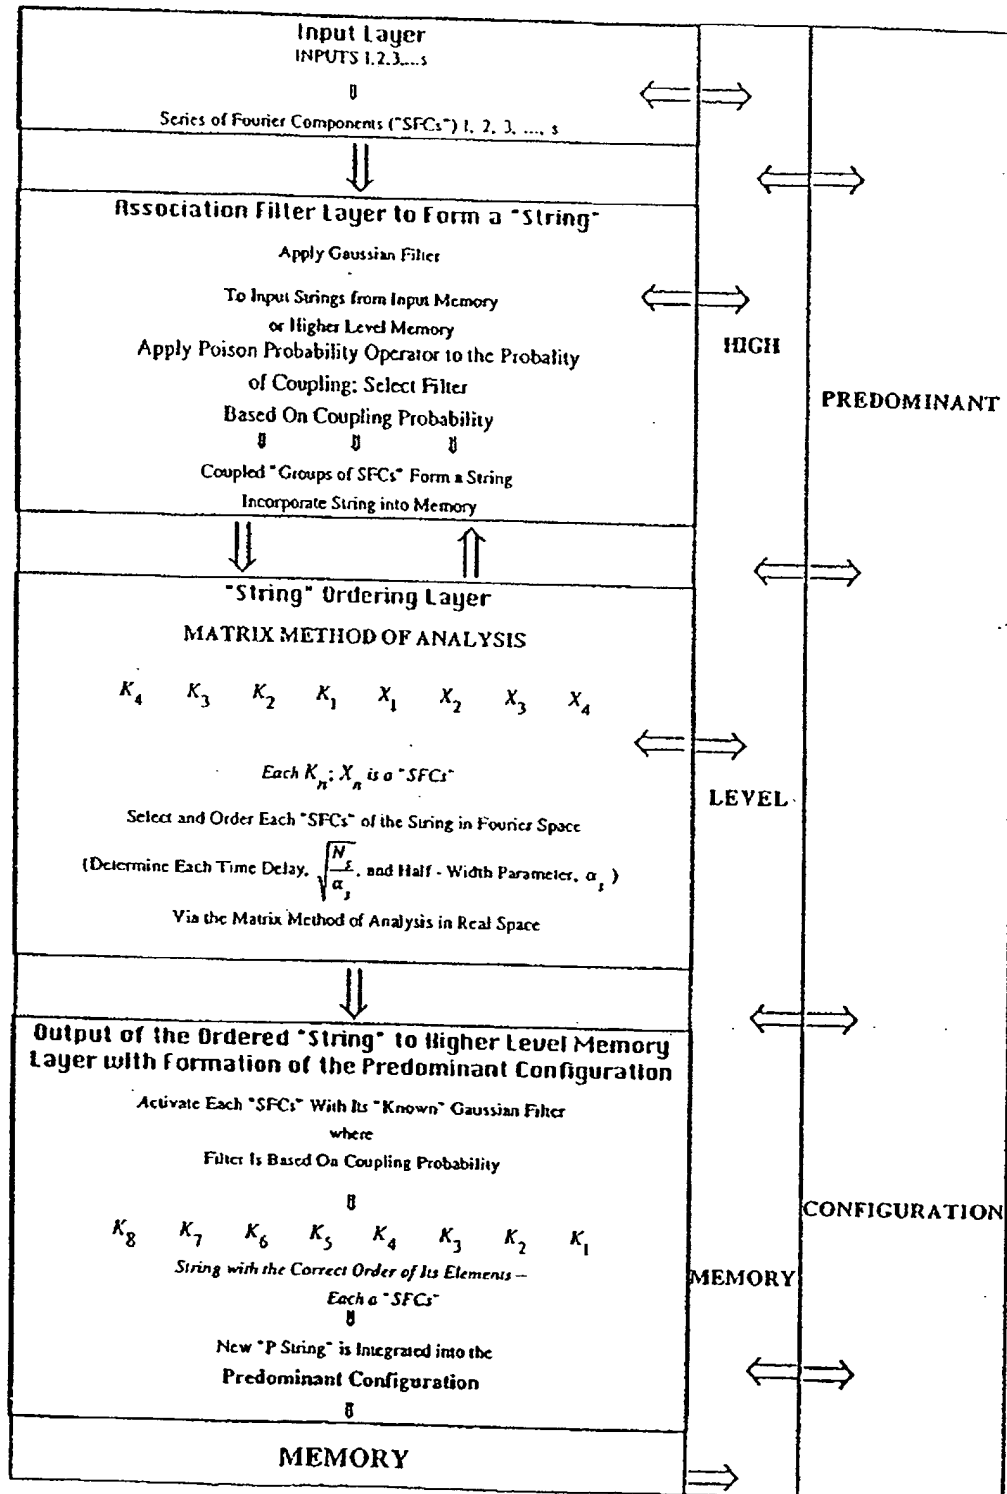 Input Layer
INPUTS 1,2,3,...,s
Series of Fourier Components ("SFCs") 1, 2, 3, ..., s
Association Filter Layer to Form a "String"
Apply Gaussian Filter
To Input Strings from Input Memory
or Higher Level Memory
Apply Poison Probability Operator to the Probality
of Coupling; Select Filter
Based On Coupling Probability
Coupled "Groups of SFCs" Form a String
Incorporate String into Memory
"String" Ordering Layer
MATRIX METHOD OF ANALYSIS
K4 K3 K2 K1 X1 X2 X3 X4
Each Kn; Xn is a "SFCs"
Select and Order Each "SFCs" of the String in Fourier Space
(Determine Each Time Delay, √(Ns/αs), and Half - Width Parameter, αs )
Via the Matrix Method of Analysis in Real Space
Output of the Ordered "String" to Higher Level Memory
Layer with Formation of the Predominant Configuration
Activate Each "SFCs" With Its "Known" Gaussian Filter
where
Filter Is Based On Coupling Probability
K8 K7 K6 K5 K4 K3 K2 K1
String with the Correct Order of Its Elements –
Each a "SFCs"
New "P String" is Integrated into the
Predominant Configuration
MEMORY
HIGH
LEVEL
MEMORY
PREDOMINANT
CONFIGURATION